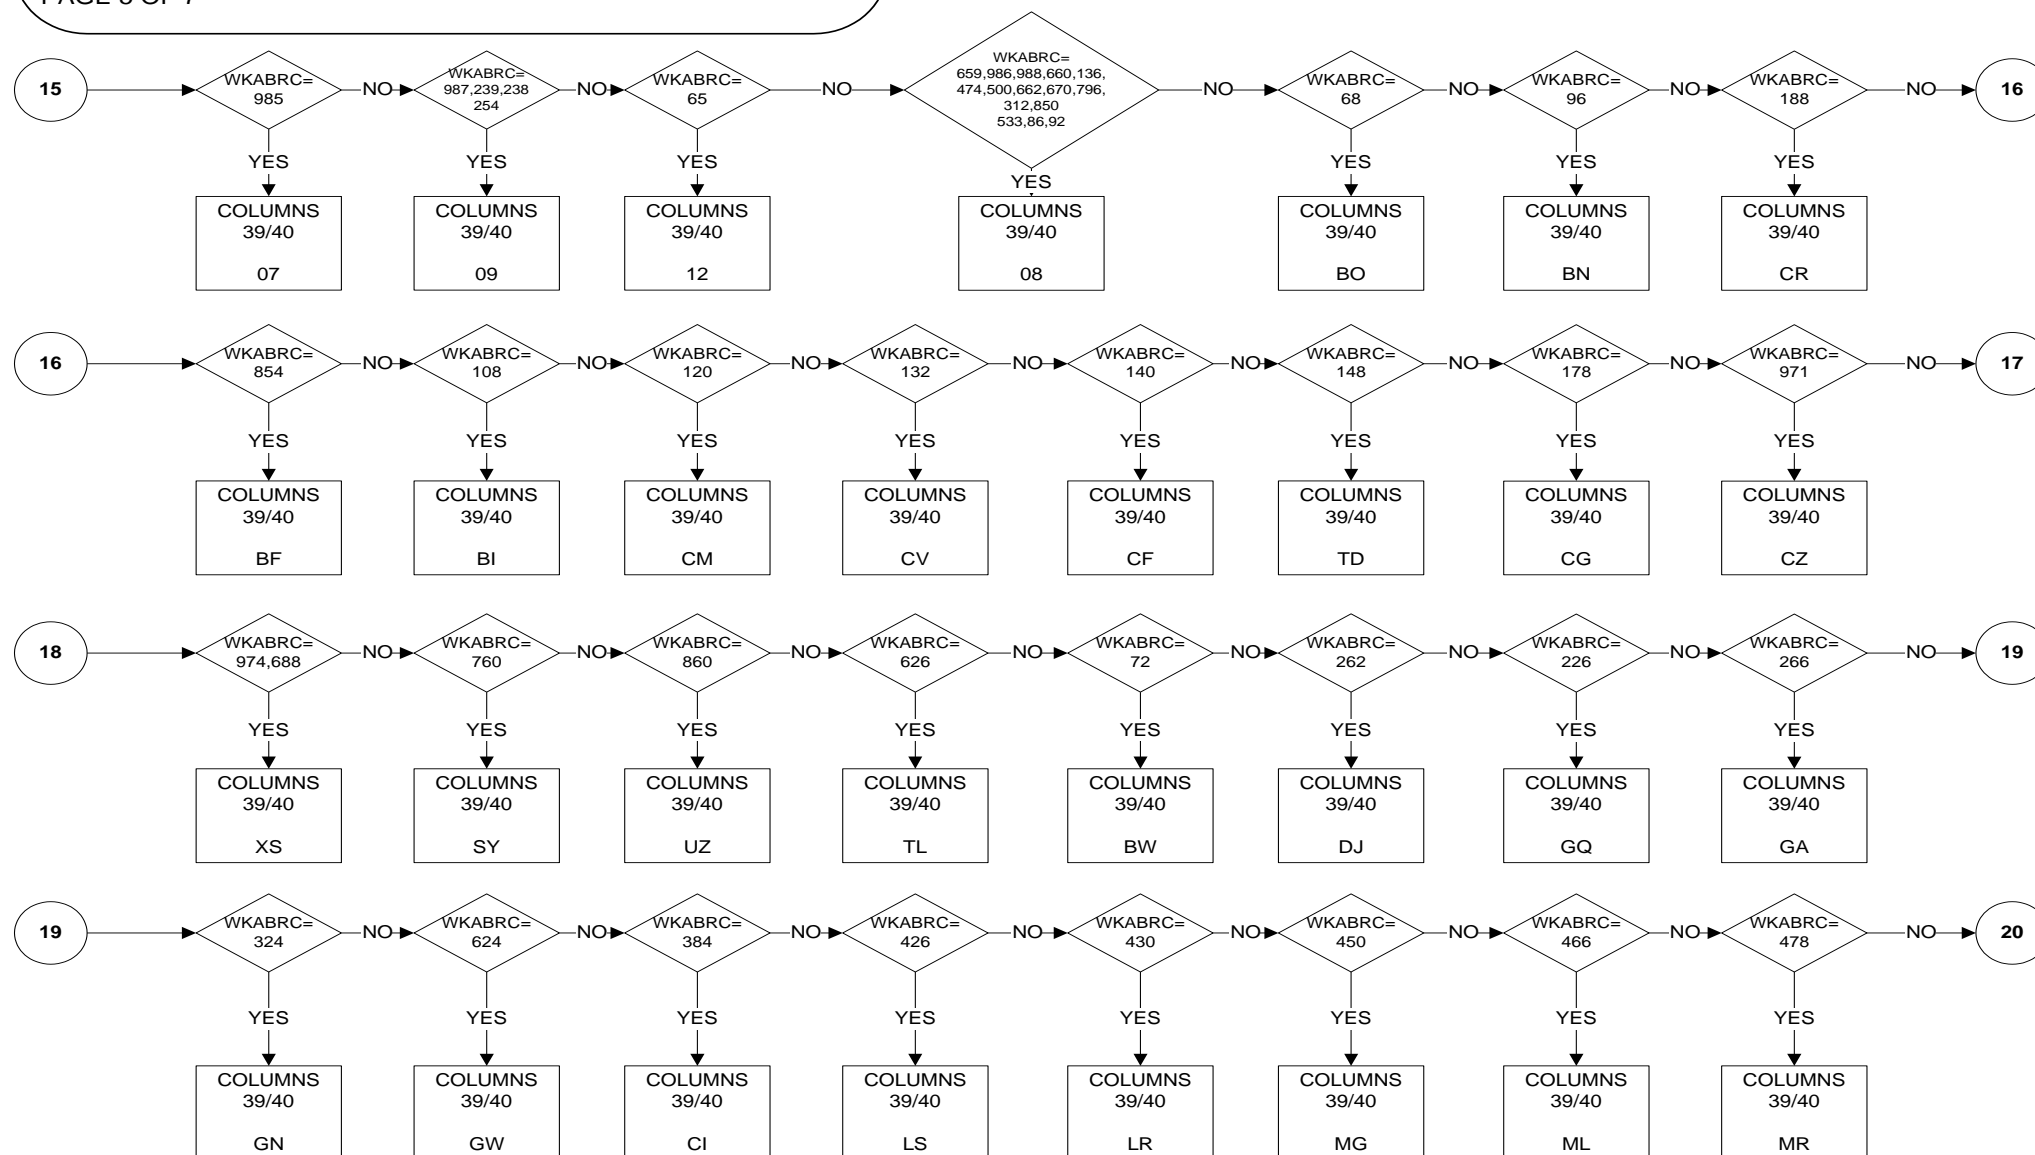 PAGE 6 OF 7
15
WKABRC=
985
NO
WKABRC=
987,239,238
254
NO
WKABRC=
65
NO
WKABRC=
659,986,988,660,136,
474,500,662,670,796,
312,850
533,86,92
NO
WKABRC=
68
NO
WKABRC=
96
NO
WKABRC=
188
NO
16
YES
YES
YES
YES
YES
YES
YES
COLUMNS
39/40
07
COLUMNS
39/40
09
COLUMNS
39/40
12
COLUMNS
39/40
08
COLUMNS
39/40
BO
COLUMNS
39/40
BN
COLUMNS
39/40
CR
16
WKABRC=
854
NO
WKABRC=
108
NO
WKABRC=
120
NO
WKABRC=
132
NO
WKABRC=
140
NO
WKABRC=
148
NO
WKABRC=
178
NO
WKABRC=
971
NO
17
YES
YES
YES
YES
YES
YES
YES
YES
COLUMNS
39/40
BF
COLUMNS
39/40
BI
COLUMNS
39/40
CM
COLUMNS
39/40
CV
COLUMNS
39/40
CF
COLUMNS
39/40
TD
COLUMNS
39/40
CG
COLUMNS
39/40
CZ
18
WKABRC=
974,688
NO
WKABRC=
760
NO
WKABRC=
860
NO
WKABRC=
626
NO
WKABRC=
72
NO
WKABRC=
262
NO
WKABRC=
226
NO
WKABRC=
266
NO
19
YES
YES
YES
YES
YES
YES
YES
YES
COLUMNS
39/40
XS
COLUMNS
39/40
SY
COLUMNS
39/40
UZ
COLUMNS
39/40
TL
COLUMNS
39/40
BW
COLUMNS
39/40
DJ
COLUMNS
39/40
GQ
COLUMNS
39/40
GA
19
WKABRC=
324
NO
WKABRC=
624
NO
WKABRC=
384
NO
WKABRC=
426
NO
WKABRC=
430
NO
WKABRC=
450
NO
WKABRC=
466
NO
WKABRC=
478
NO
20
YES
YES
YES
YES
YES
YES
YES
YES
COLUMNS
39/40
GN
COLUMNS
39/40
GW
COLUMNS
39/40
CI
COLUMNS
39/40
LS
COLUMNS
39/40
LR
COLUMNS
39/40
MG
COLUMNS
39/40
ML
COLUMNS
39/40
MR